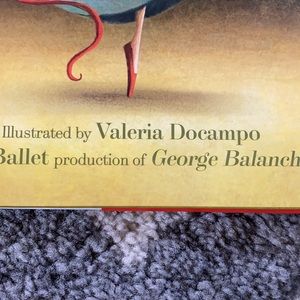 Illustrated by Valeria Docampo
Ballet production of George Balanch